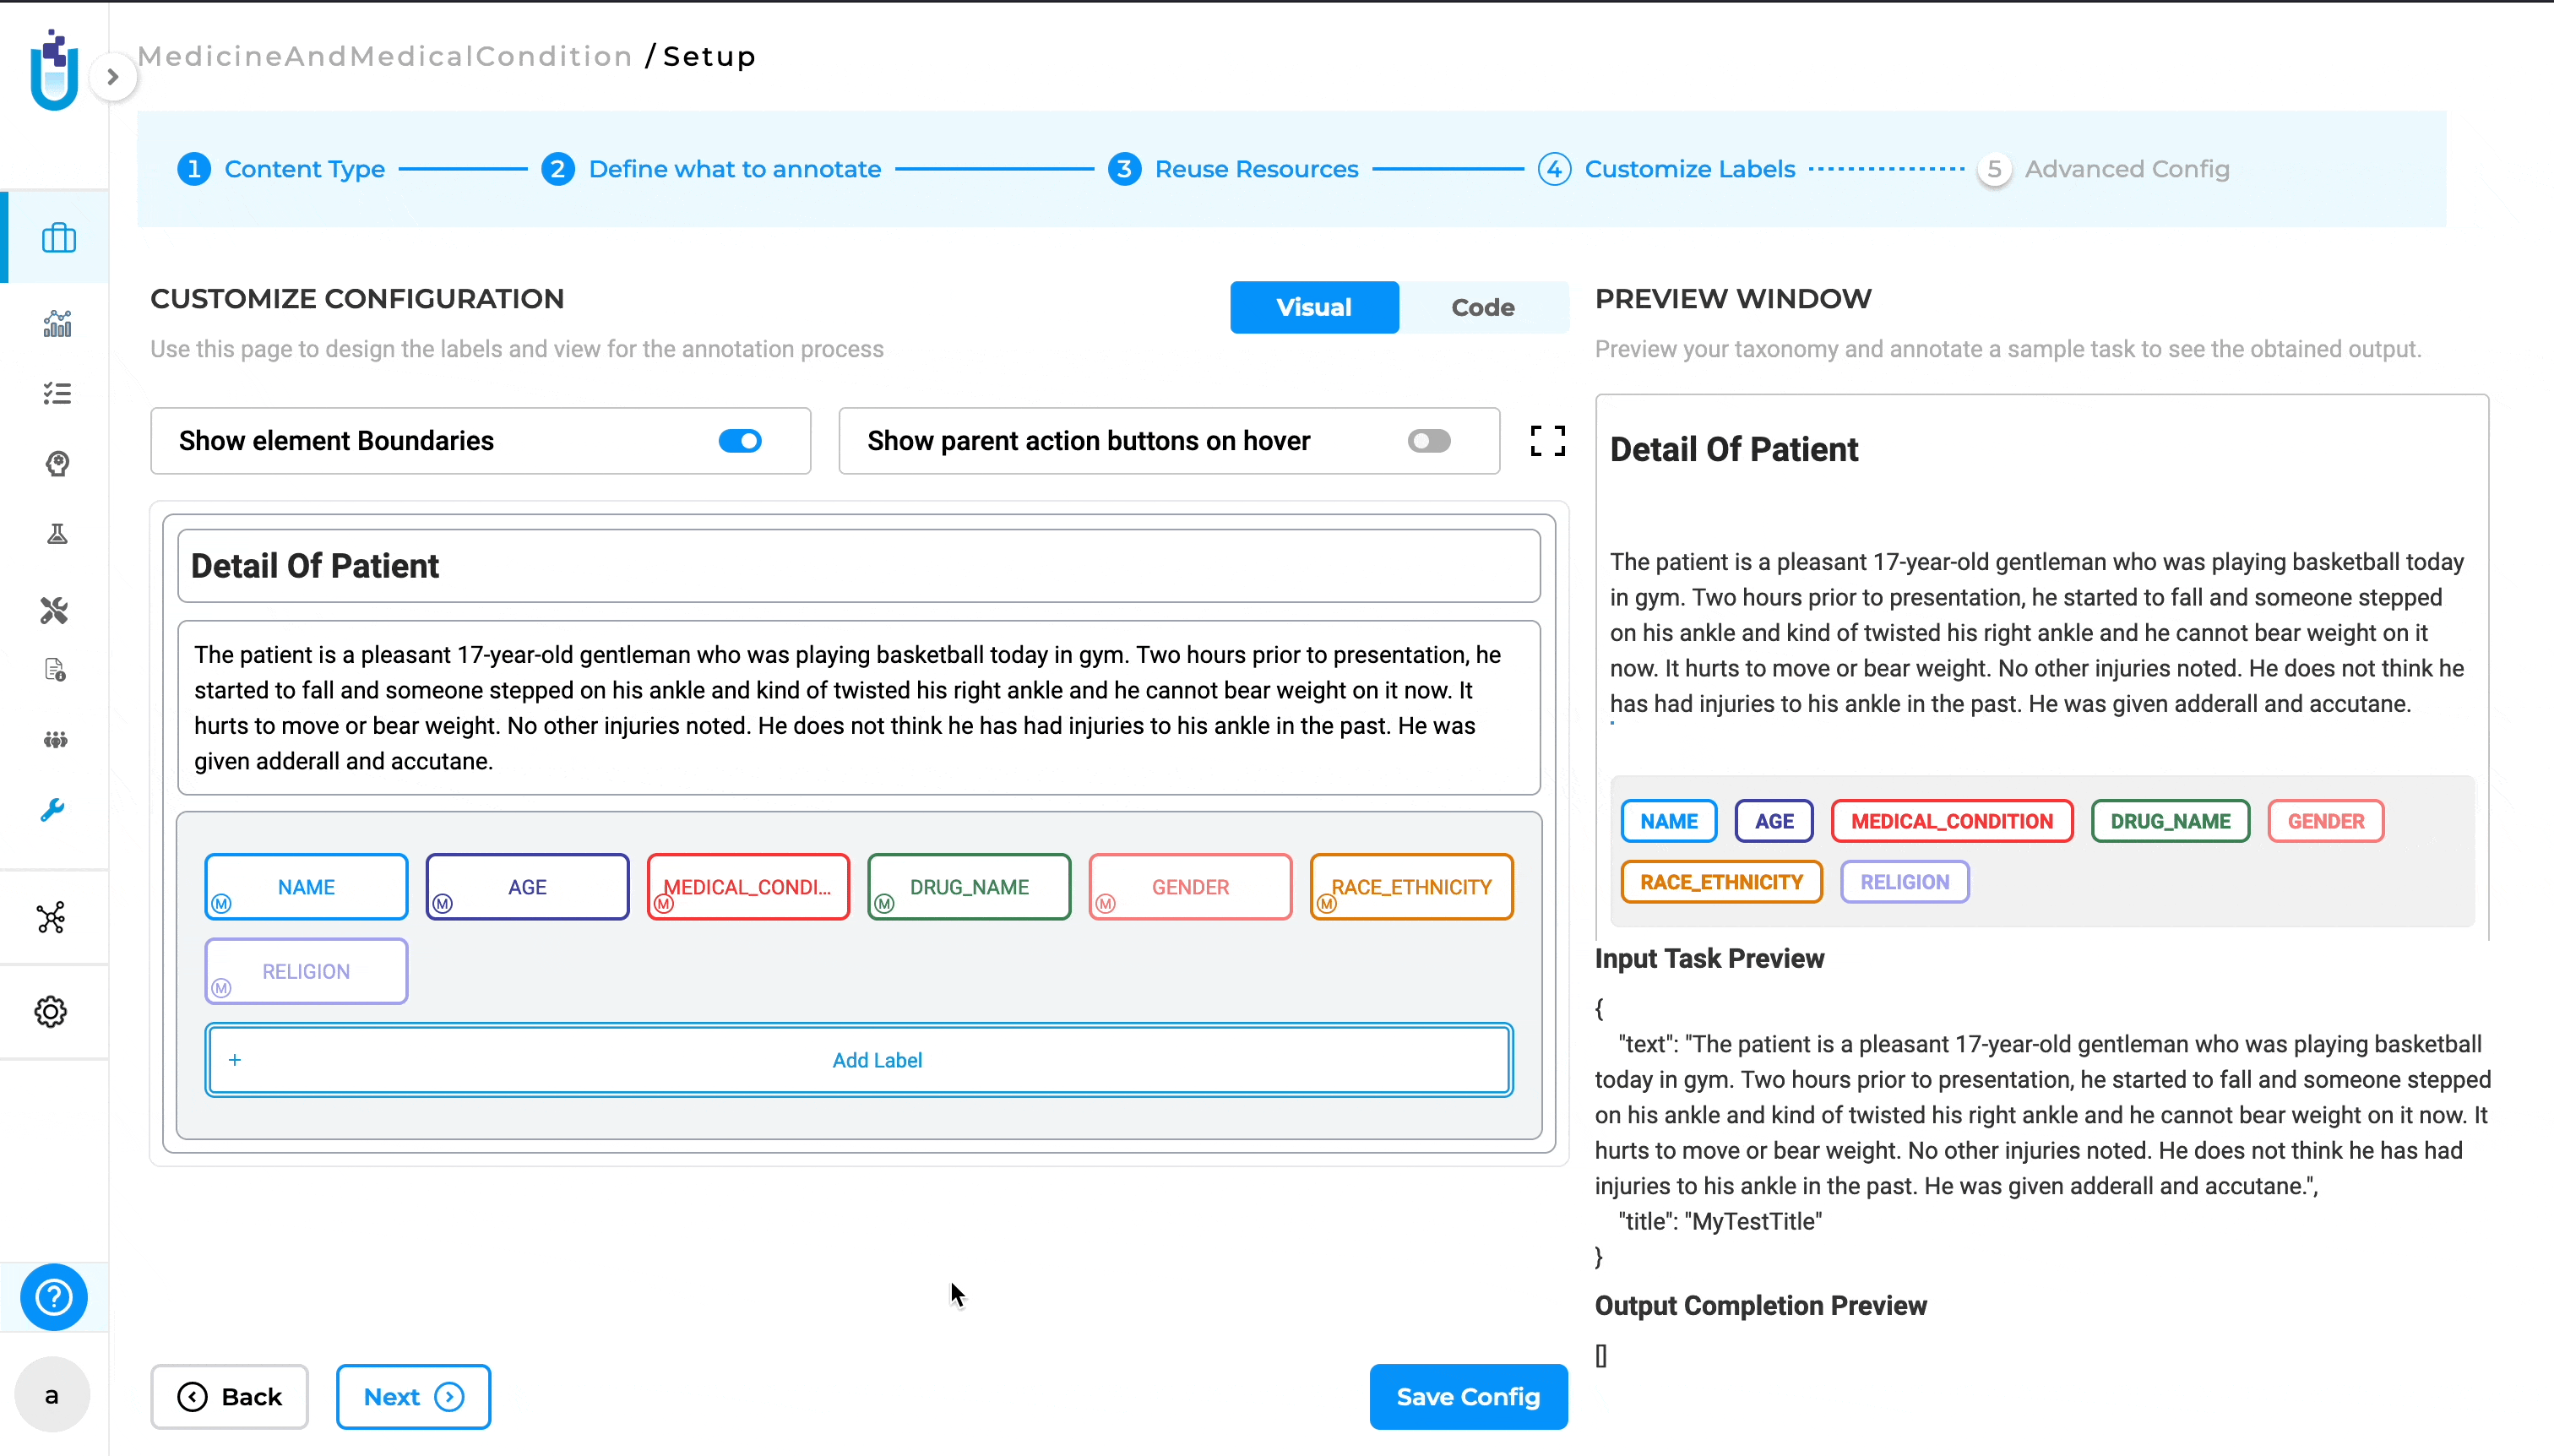 MedicineAndMedicalCondition / Setup
1 Content Type 2 Define what to annotate 3 Reuse Resources 4 Customize Labels 5 Advanced Config
CUSTOMIZE CONFIGURATION
Visual Code
Use this page to design the labels and view for the annotation process
Show element Boundaries
Show parent action buttons on hover
Detail Of Patient
The patient is a pleasant 17-year-old gentleman who was playing basketball today in gym. Two hours prior to presentation, he
started to fall and someone stepped on his ankle and kind of twisted his right ankle and he cannot bear weight on it now. It
hurts to move or bear weight. No other injuries noted. He does not think he has had injuries to his ankle in the past. He was
given adderall and accutane.
M NAME
M AGE
M MEDICAL_CONDI...
M DRUG_NAME
M GENDER
M RACE_ETHNICITY
M RELIGION
+ Add Label
Back
Next
Save Config
PREVIEW WINDOW
Preview your taxonomy and annotate a sample task to see the obtained output.
Detail Of Patient
The patient is a pleasant 17-year-old gentleman who was playing basketball today
in gym. Two hours prior to presentation, he started to fall and someone stepped
on his ankle and kind of twisted his right ankle and he cannot bear weight on it
now. It hurts to move or bear weight. No other injuries noted. He does not think he
has had injuries to his ankle in the past. He was given adderall and accutane.
NAME AGE MEDICAL_CONDITION DRUG_NAME GENDER
RACE_ETHNICITY RELIGION
Input Task Preview
{
"text": "The patient is a pleasant 17-year-old gentleman who was playing basketball
today in gym. Two hours prior to presentation, he started to fall and someone stepped
on his ankle and kind of twisted his right ankle and he cannot bear weight on it now. It
hurts to move or bear weight. No other injuries noted. He does not think he has had
injuries to his ankle in the past. He was given adderall and accutane.",
"title": "MyTestTitle"
}
Output Completion Preview
[]
?
a